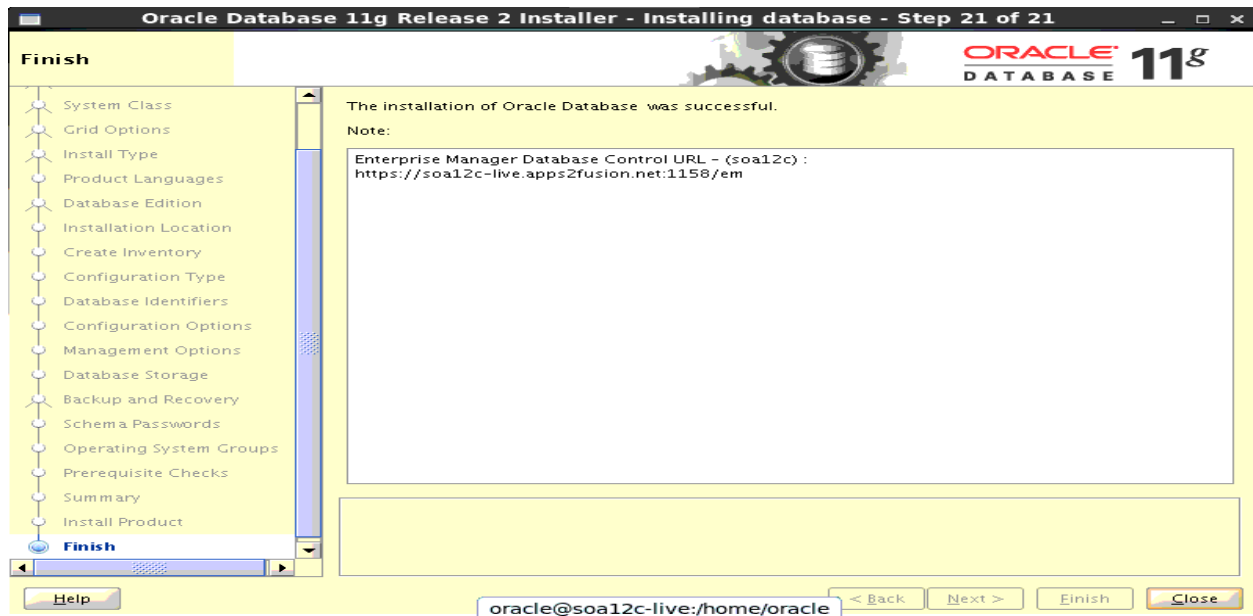 Oracle Database 11g Release 2 Installer - Installing database - Step 21 of 21
Finish
ORACLE
DATABASE
11g
System Class
Grid Options
Install Type
Product Languages
Database Edition
Installation Location
Create Inventory
Configuration Type
Database Identifiers
Configuration Options
Management Options
Database Storage
Backup and Recovery
Schema Passwords
Operating System Groups
Prerequisite Checks
Summary
Install Product
Finish
The installation of Oracle Database was successful.
Note:
Enterprise Manager Database Control URL - (soa12c) :
https://soa12c-live.apps2fusion.net:1158/em
Help
oracle@soa12c-live:/home/oracle
< Back
Next >
Finish
Close